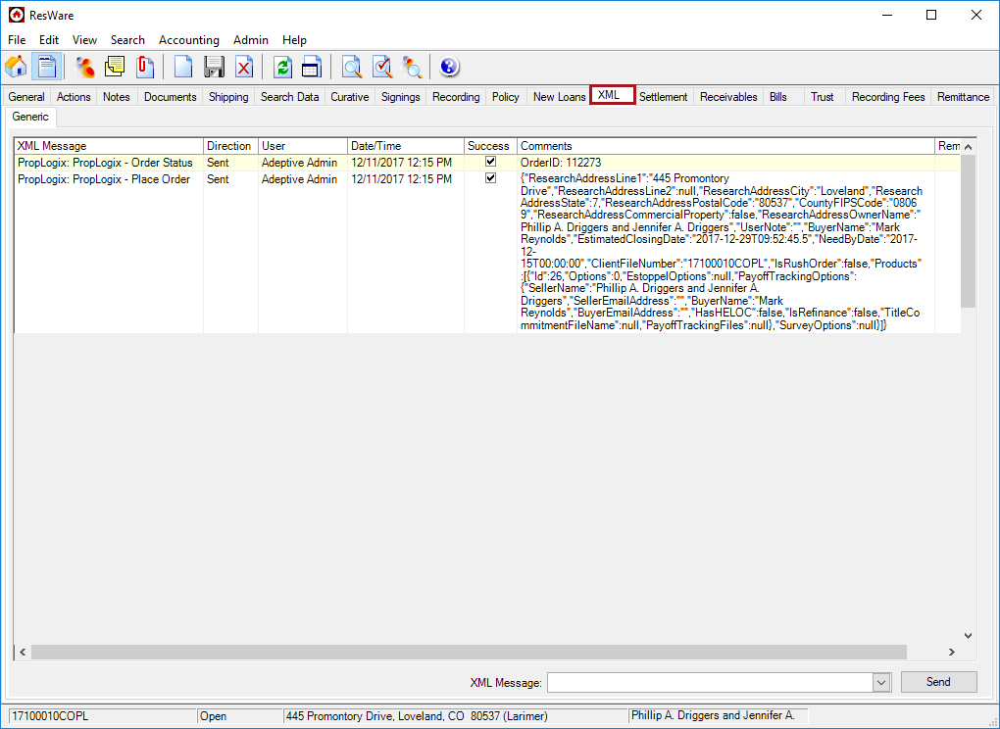 ResWare
File Edit View Search Accounting Admin Help
General Actions Notes Documents Shipping Search Data Curative Signings Recording Policy New Loans XML Settlement Receivables Bills Trust Recording Fees Remittance
Generic
XML Message Direction User Date/Time Success Comments Rem
PropLogix: PropLogix - Order Status Sent Adeptive Admin 12/11/2017 12:15 PM OrderID: 112273
PropLogix: PropLogix - Place Order Sent Adeptive Admin 12/11/2017 12:15 PM {"ResearchAddressLine1":"445 Promontory
Drive","ResearchAddressLine2":null,"ResearchAddressCity":"Loveland","Research
AddressState":7,"ResearchAddressPostalCode":"80537","CountyFIPSCode":"0806
9","ResearchAddressCommercialProperty":false,"ResearchAddressOwnerName":"
Phillip A. Driggers and Jennifer A. Driggers","UserNote":"","BuyerName":"Mark
Reynolds","EstimatedClosingDate":"2017-12-29T09:52:45.5","NeedByDate":"2017-
12-
15T00:00:00","ClientFileNumber":"17100010COPL","IsRushOrder":false,"Products"
:[{"Id":26,"Options":0,"EstoppelOptions":null,"PayoffTrackingOptions":
{"SellerName":"Phillip A. Driggers and Jennifer A.
Driggers","SellerEmailAddress":"","BuyerName":"Mark
Reynolds","BuyerEmailAddress":"","HasHELOC":false,"IsRefinance":false,"TitleCo
mmitmentFileName":null,"PayoffTrackingFiles":null},"SurveyOptions":null}]}
XML Message: Send
17100010COPL Open 445 Promontory Drive, Loveland, CO 80537 (Larimer) Phillip A. Driggers and Jennifer A.